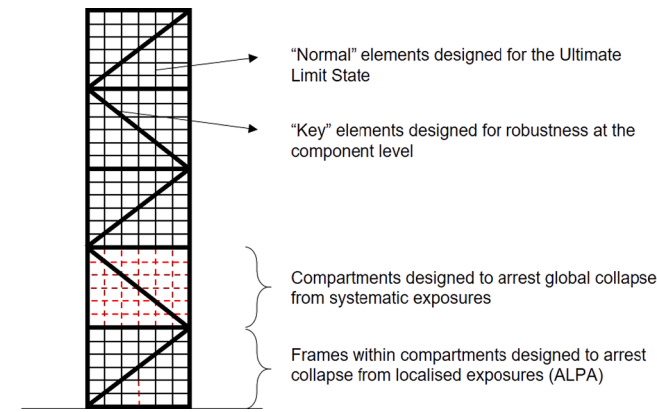 “Normal” elements designed for the Ultimate
Limit State
“Key” elements designed for robustness at the
component level
Compartments designed to arrest global collapse
from systematic exposures
Frames within compartments designed to arrest
collapse from localised exposures (ALPA)